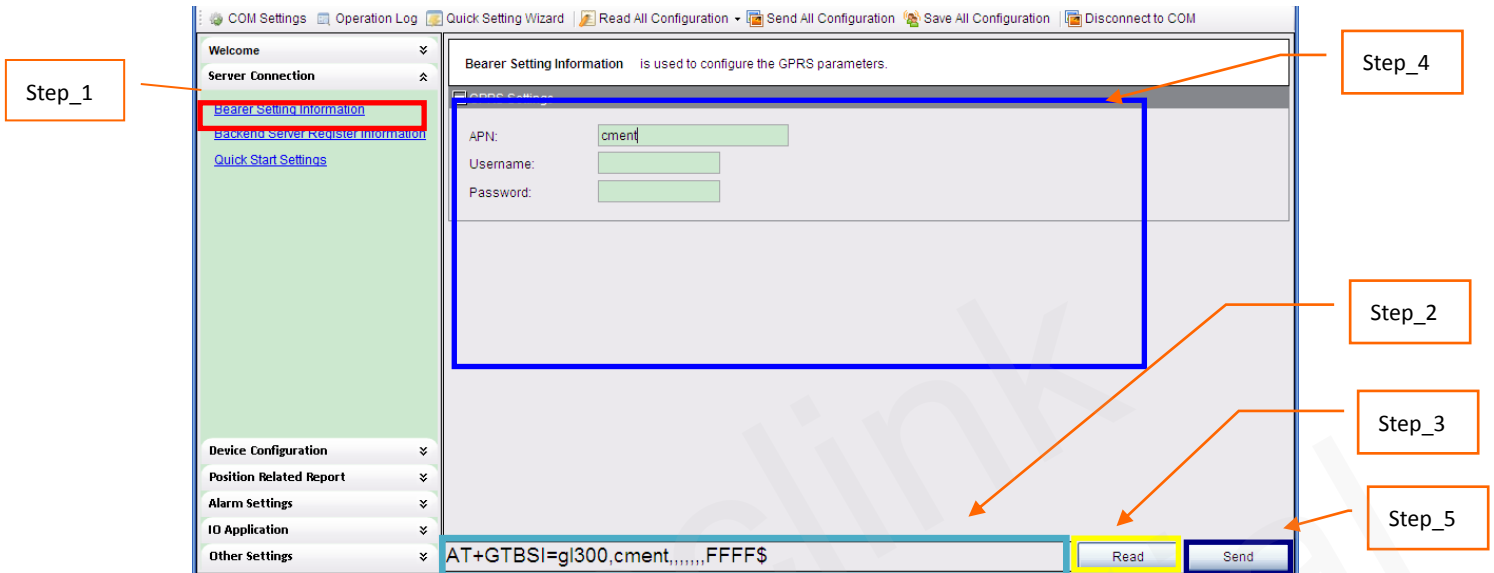 COM Settings Operation Log Quick Setting Wizard Read All Configuration Send All Configuration Save All Configuration Disconnect to COM
Welcome
Server Connection
Bearer Setting Information
Backend Server Register Information
Quick Start Settings
Device Configuration
Position Related Report
Alarm Settings
IO Application
Other Settings
Bearer Setting Information is used to configure the GPRS parameters.
GPRS Settings
APN: cment
Username:
Password:
AT+GTBSI=gl300,cment,,,,,,,FFFF$
Read Send
Step_1
Step_4
Step_2
Step_3
Step_5